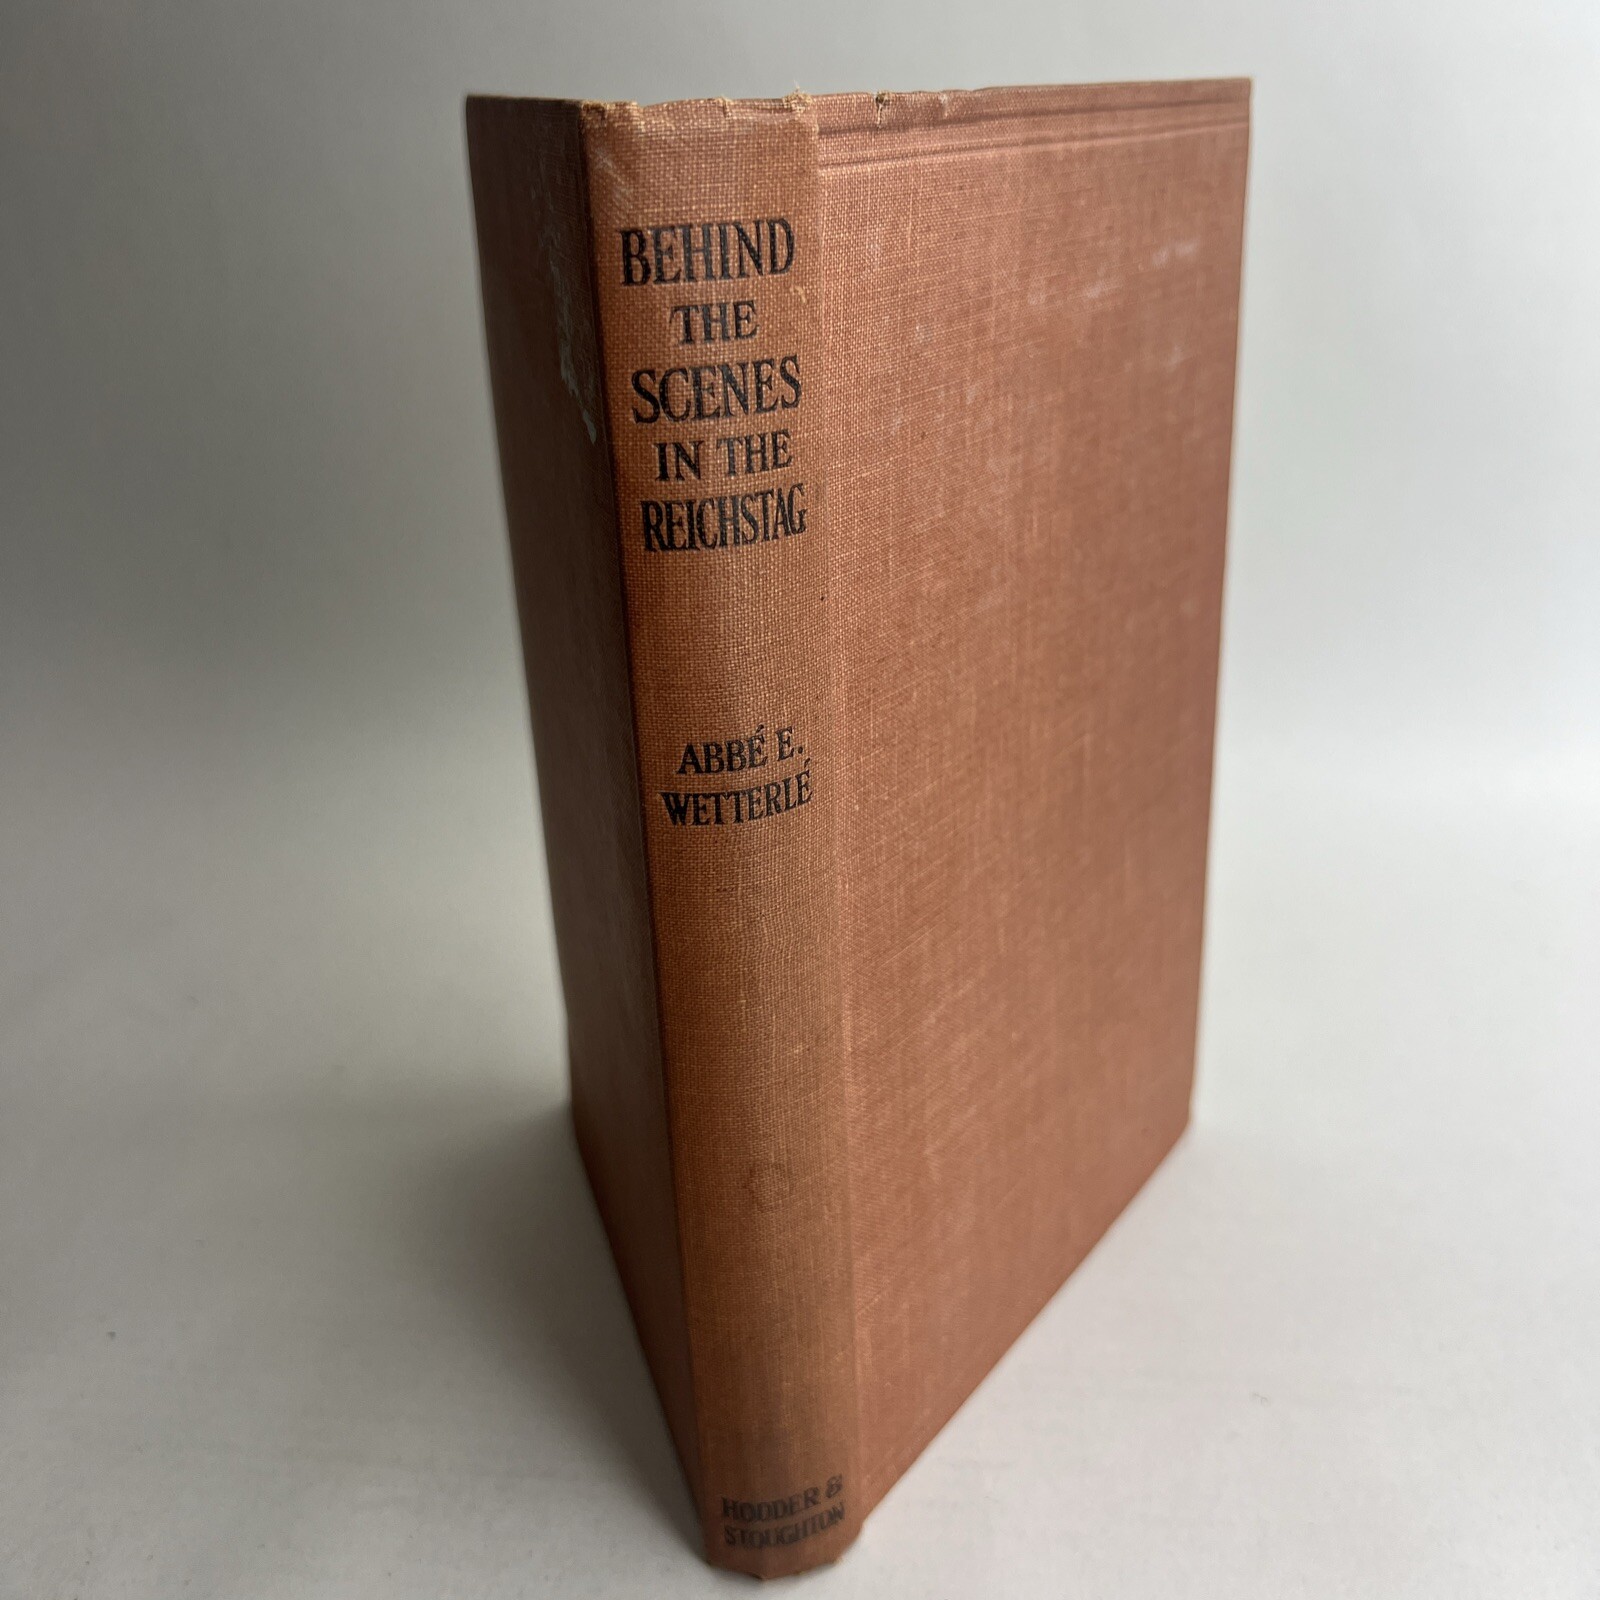 BEHIND
THE
SCENES
IN THE
REICHSTAG
ABBÉ E.
WETTERLÉ
HODDER &
STOUGHTON